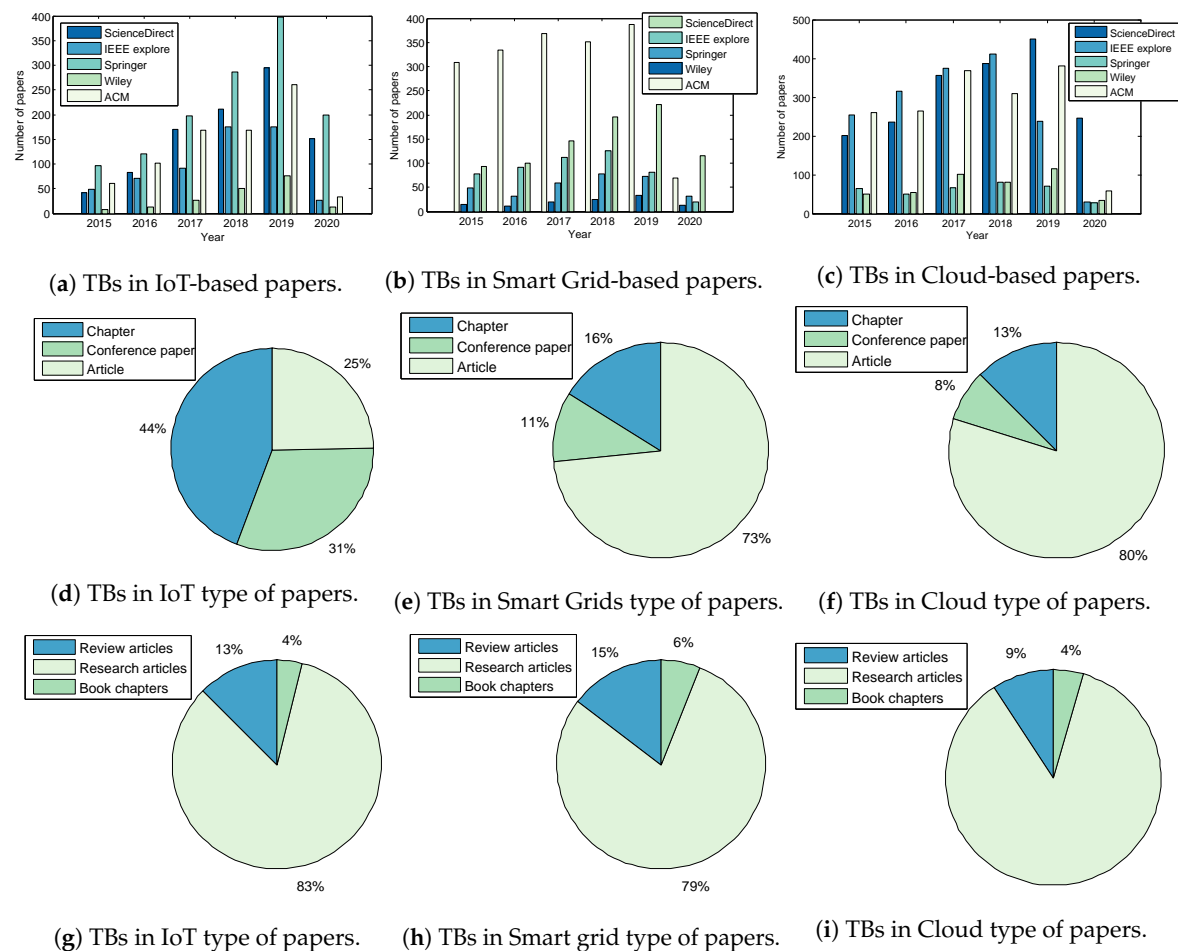 400
350
300
250
200
150
100
50
0
Number of papers
2015 2016 2017 2018 2019 2020
Year
ScienceDirect
IEEE explore
Springer
Wiley
ACM
(a) TBs in IoT-based papers.
400
350
300
250
200
150
100
50
0
Number of papers
2015 2016 2017 2018 2019 2020
Year
ScienceDirect
IEEE explore
Springer
Wiley
ACM
(b) TBs in Smart Grid-based papers.
500
400
300
200
100
0
Number of papers
2015 2016 2017 2018 2019 2020
Year
ScienceDirect
IEEE explore
Springer
Wiley
ACM
(c) TBs in Cloud-based papers.
Chapter
Conference paper
Article
25%
44%
31%
(d) TBs in IoT type of papers.
Chapter
Conference paper
Article
16%
11%
73%
(e) TBs in Smart Grids type of papers.
Chapter
Conference paper
Article
13%
8%
80%
(f) TBs in Cloud type of papers.
Review articles
Research articles
Book chapters
13%
4%
83%
(g) TBs in IoT type of papers.
Review articles
Research articles
Book chapters
15%
6%
79%
(h) TBs in Smart grid type of papers.
Review articles
Research articles
Book chapters
9%
4%
(i) TBs in Cloud type of papers.